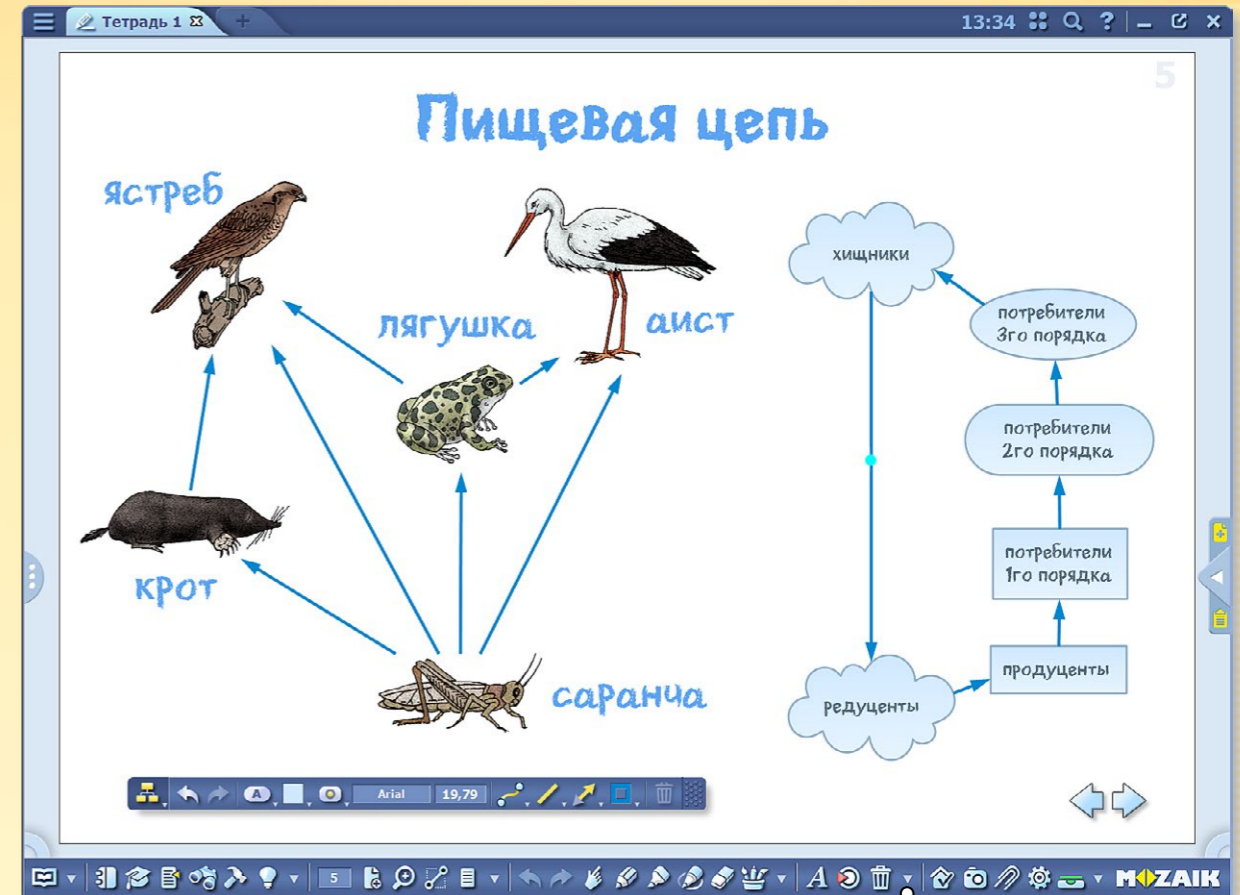 Тетрадь 1
13:34
5
Пищевая цепь
ястреб
лягушка
аист
крот
саранча
хищники
потребители
3го порядка
потребители
2го порядка
потребители
1го порядка
продуценты
редуценты
A
Arial
19,79
5
A
MOZAIK